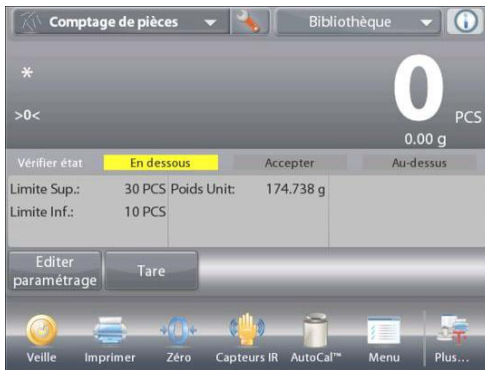 Comptage de pièces Bibliothèque
*
>0<
0 PCS
0.00 g
Vérifier état En dessous Accepter Au-dessus
Limite Sup.: 30 PCS Poids Unit: 174.738 g
Limite Inf.: 10 PCS
Editer paramétrage Tare
Veille Imprimer Zéro Capteurs IR AutoCal™ Menu Plus...